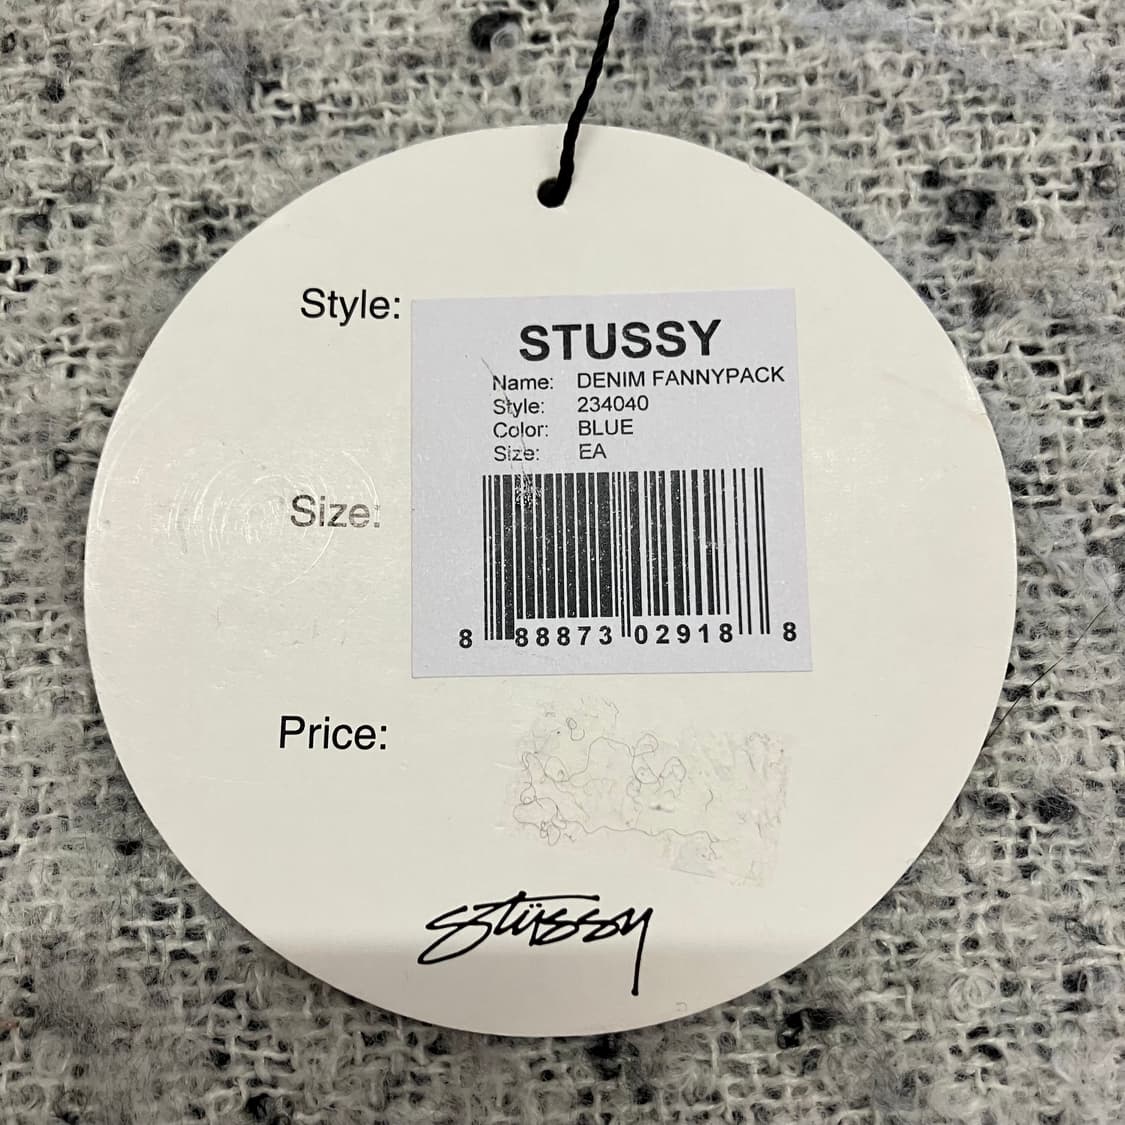 Style:
STUSSY
Name: DENIM FANNYPACK
Style: 234040
Color: BLUE
Size: EA
Size:
8 88873 02918 8
Price:
stüssy